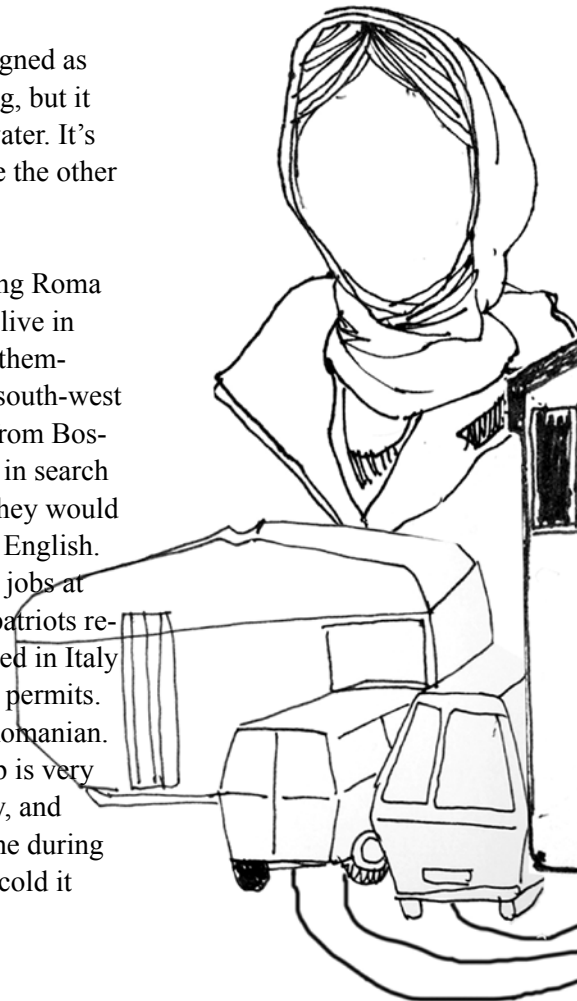 gned as
g, but it
ater. It’s
e the other
ng Roma
live in
them-
south-west
rom Bos-
in search
hey would
English.
jobs at
patriots re-
ed in Italy
permits.
omanian.
p is very
y, and
ne during
cold it